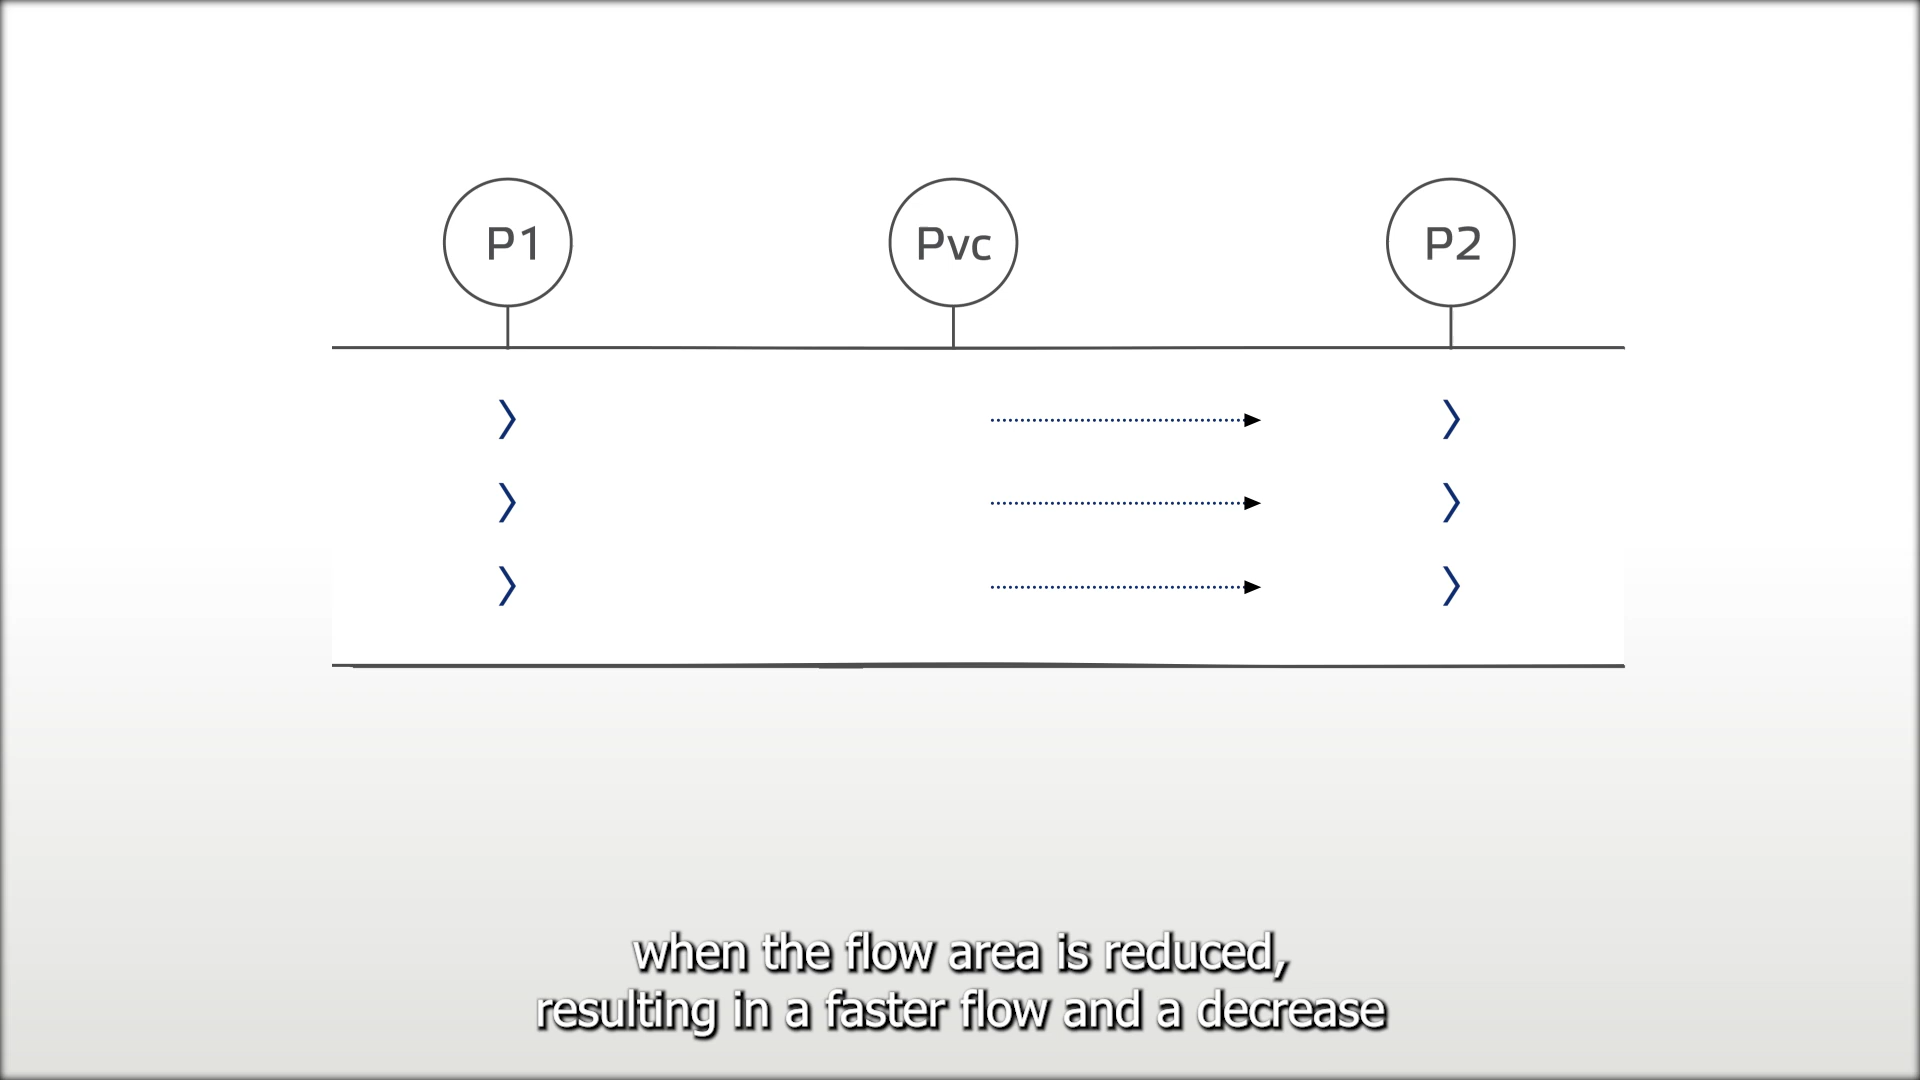 P1 Pvc P2
when the flow area is reduced,
resulting in a faster flow and a decrease